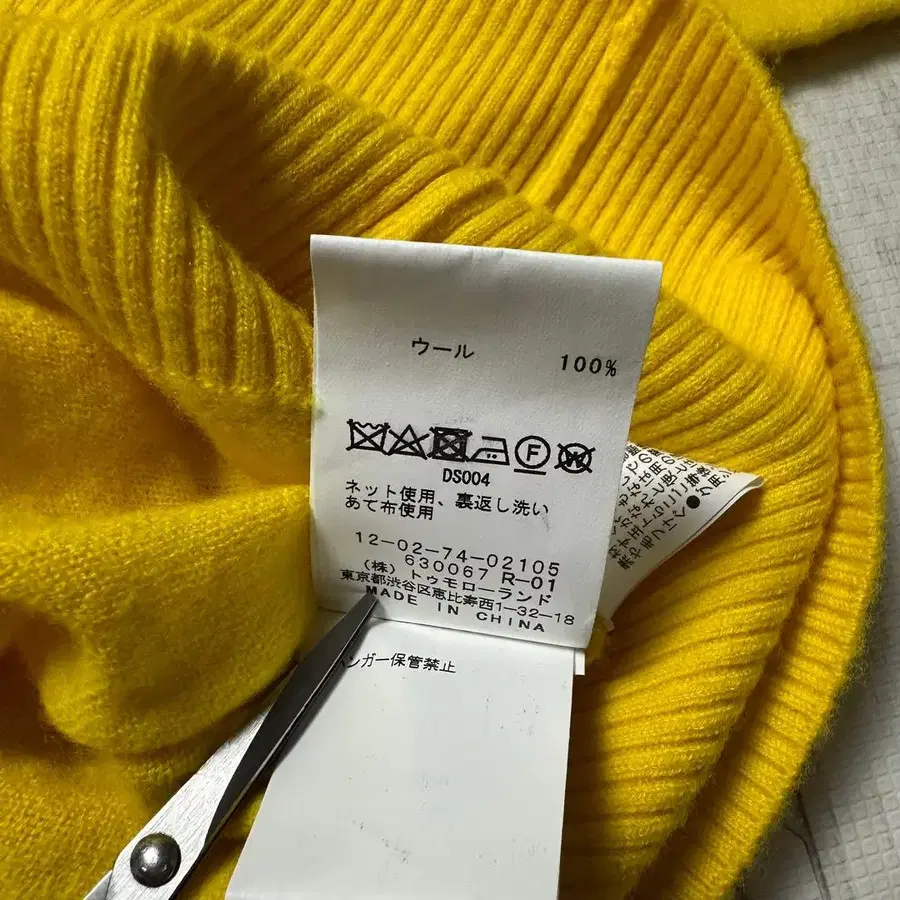 ウール 100%
F W
DS004
ネット使用、裏返し洗い
あて布使用
12-02-74-02105
630067 R-01
(株) トゥモローランド
東京都渋谷区恵比寿西1-32-18
MADE IN CHINA
ンガー保管禁止